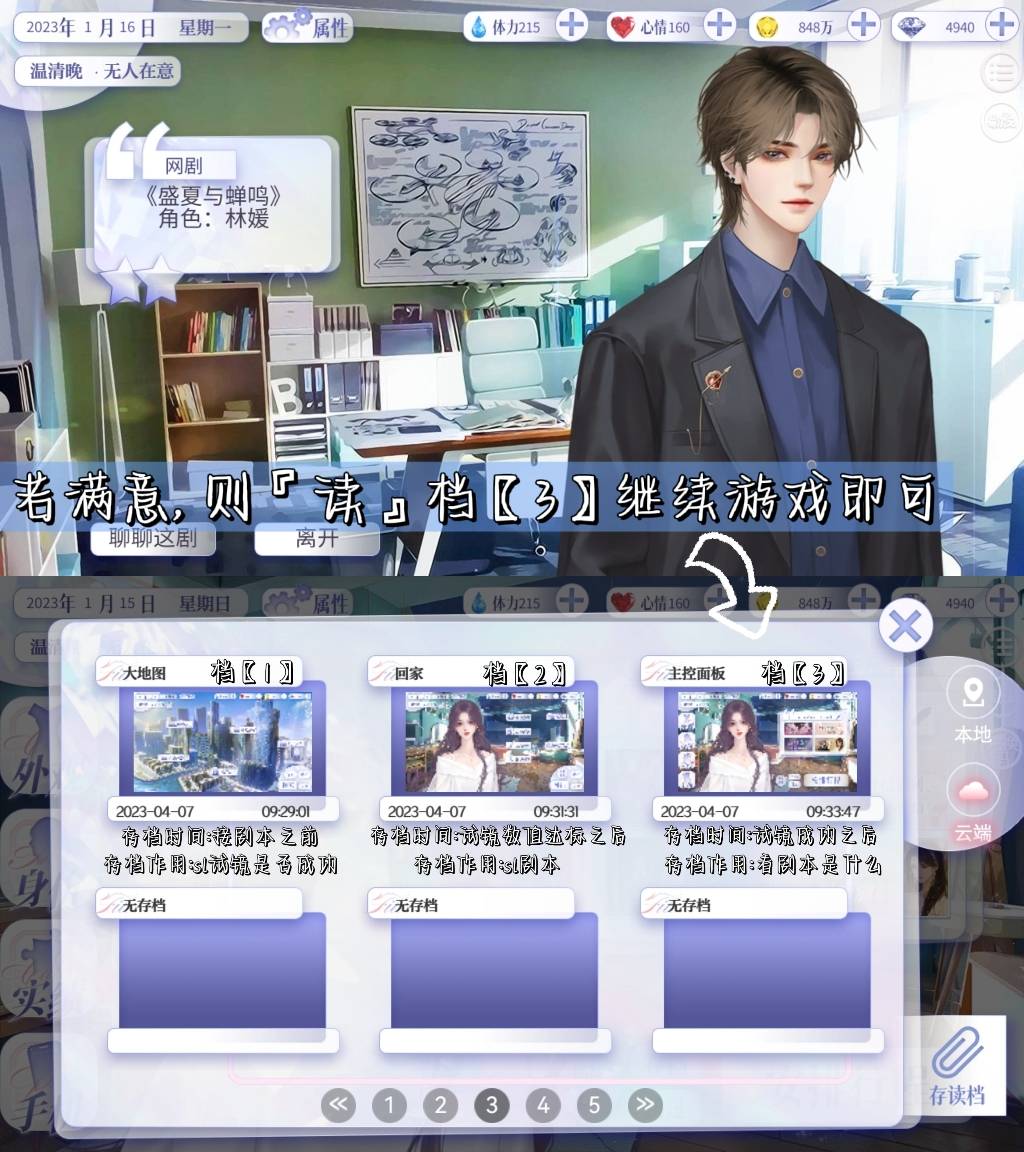 2023年 1 月 16 日 星期一
属性
体力215
心情160
848万
4940
温清晚 · 无人在意
网剧
《盛夏与蝉鸣》
角色：林媛
B
若满意, 则『读』档【3】继续游戏即可
聊聊这剧
离开
2023年 1 月 15 日 星期日
属性
体力215
心情160
848万
4940
大地图 档【1】
回家 档【2】
主控面板 档【3】
2023-04-07 09:29:01
2023-04-07 09:31:31
2023-04-07 09:33:47
存档时间:接剧本之前
存档作用:sl试镜是否成功
存档时间:试镜数值达标之后
存档作用:sl剧本
存档时间:试镜成功之后
存档作用:看剧本是什么
本地
云端
无存档
无存档
无存档
« 1 2 3 4 5 »
存读档